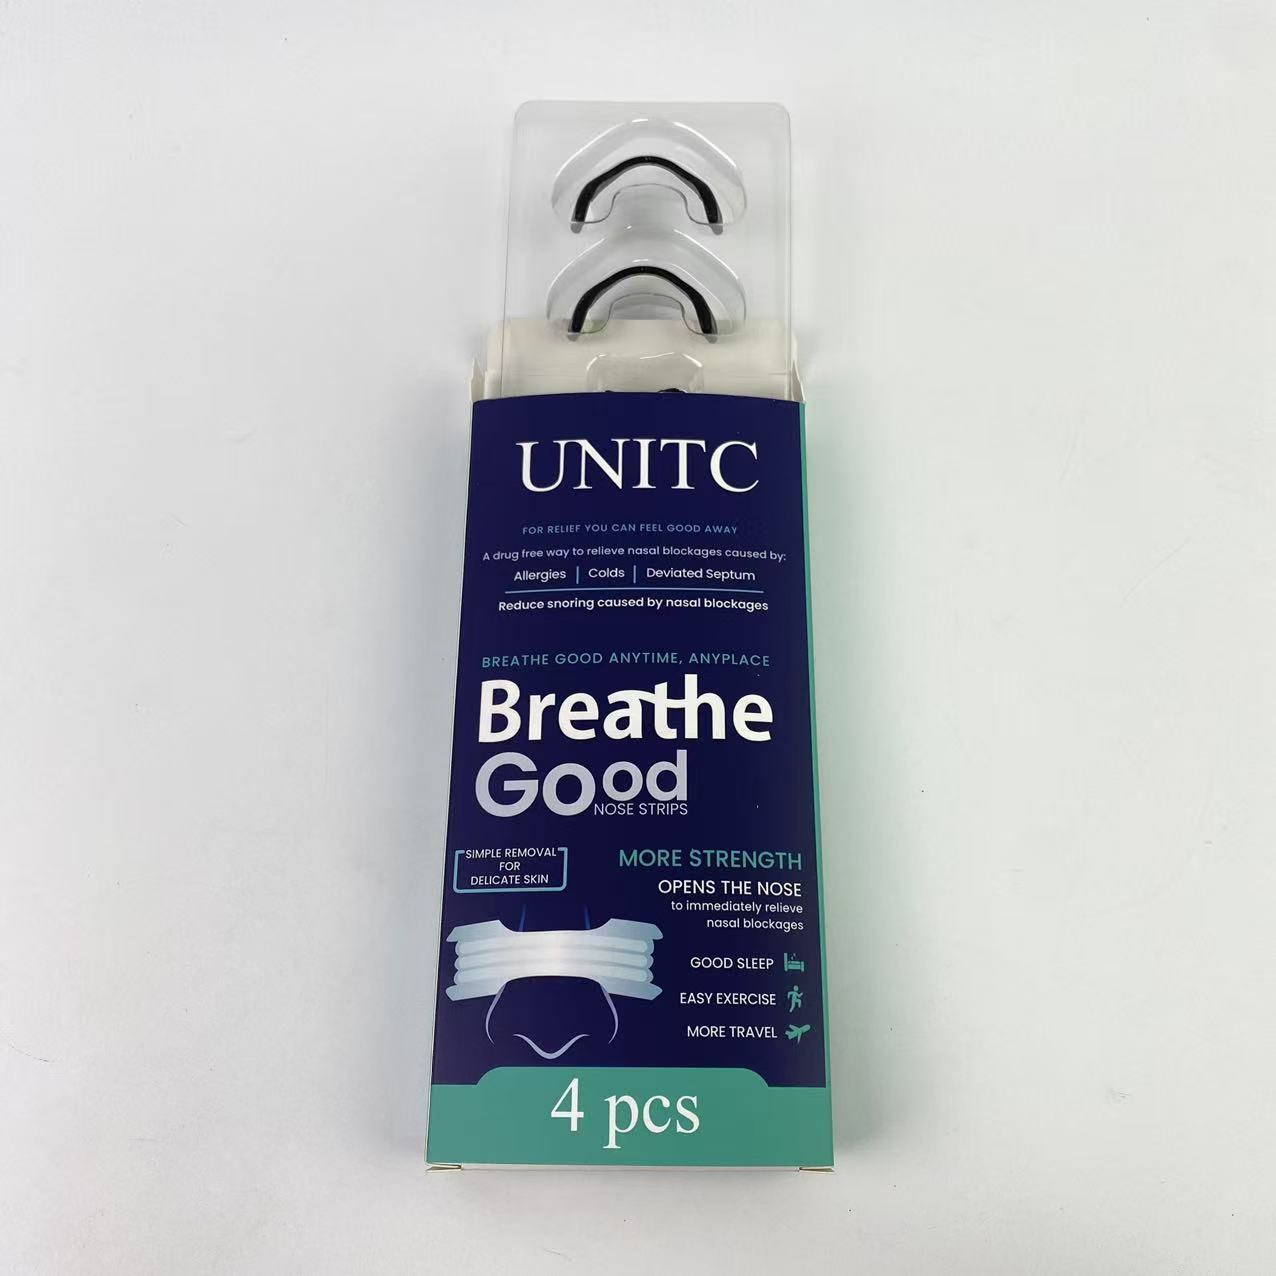 UNITC
FOR RELIEF YOU CAN FEEL GOOD AWAY
A drug free way to relieve nasal blockages caused by:
Allergies | Colds | Deviated Septum
Reduce snoring caused by nasal blockages
BREATHE GOOD ANYTIME, ANYPLACE
Breathe
Good
NOSE STRIPS
SIMPLE REMOVAL
FOR
DELICATE SKIN
MORE STRENGTH
OPENS THE NOSE
to immediately relieve
nasal blockages
GOOD SLEEP
EASY EXERCISE
MORE TRAVEL
4 pcs